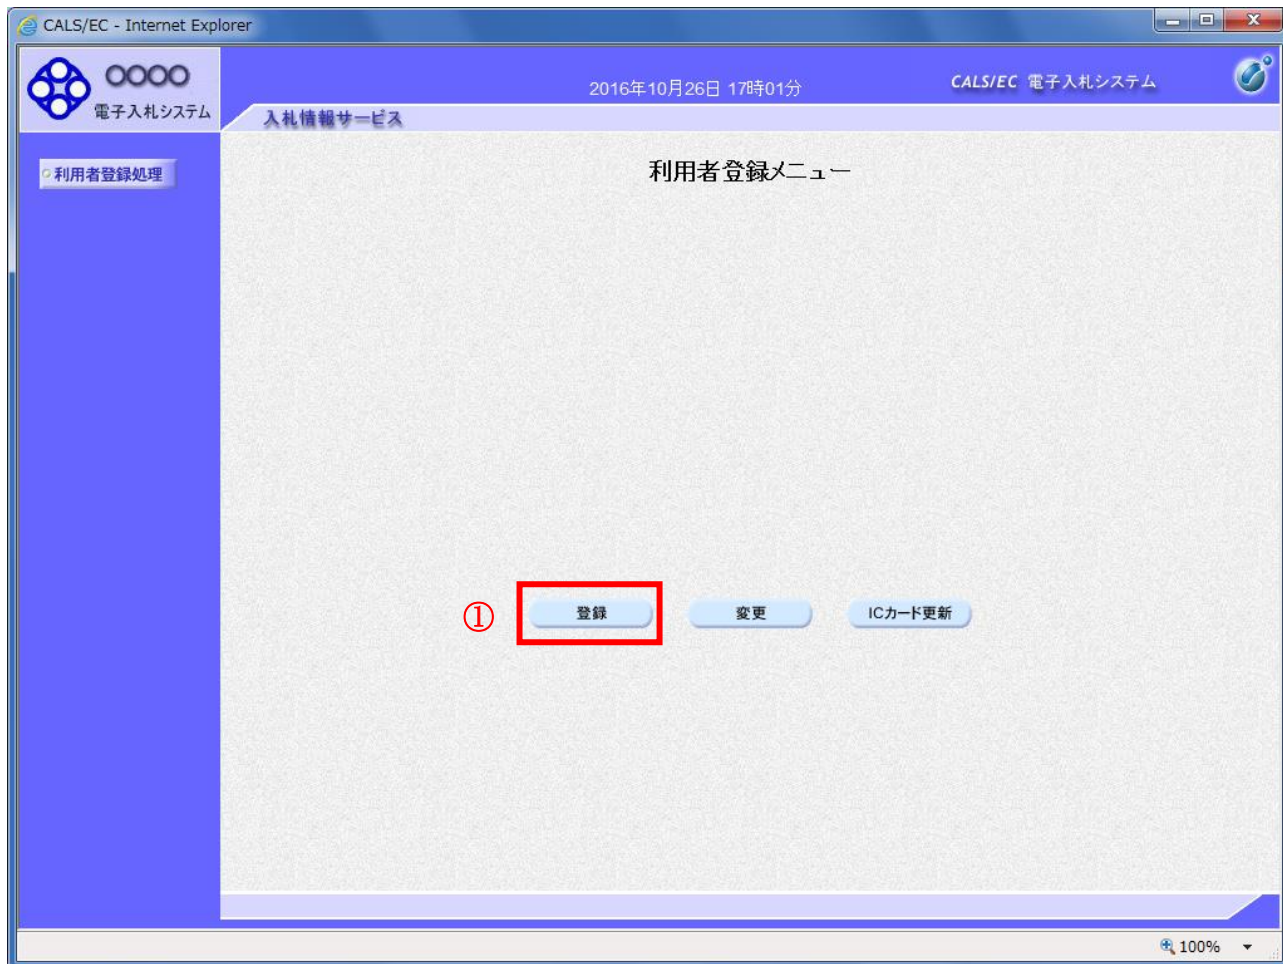 CALS/EC - Internet Explorer
○○○○
電子入札システム
2016年10月26日 17時01分
CALS/EC 電子入札システム
入札情報サービス
利用者登録処理
利用者登録メニュー
① 登録 変更 ICカード更新
100%